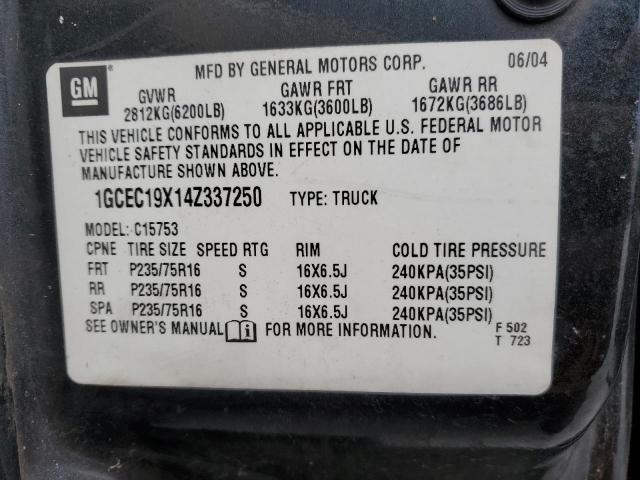 GM ®
MFD BY GENERAL MOTORS CORP. 06/04
GVWR GAWR FRT GAWR RR
2812KG(6200LB) 1633KG(3600LB) 1672KG(3686LB)
THIS VEHICLE CONFORMS TO ALL APPLICABLE U.S. FEDERAL MOTOR
VEHICLE SAFETY STANDARDS IN EFFECT ON THE DATE OF
MANUFACTURE SHOWN ABOVE.
1GCEC19X14Z337250 TYPE: TRUCK
MODEL: C15753
CPNE TIRE SIZE SPEED RTG RIM COLD TIRE PRESSURE
FRT P235/75R16 S 16X6.5J 240KPA(35PSI)
RR P235/75R16 S 16X6.5J 240KPA(35PSI)
SPA P235/75R16 S 16X6.5J 240KPA(35PSI)
SEE OWNER'S MANUAL i FOR MORE INFORMATION. F 502
T 723